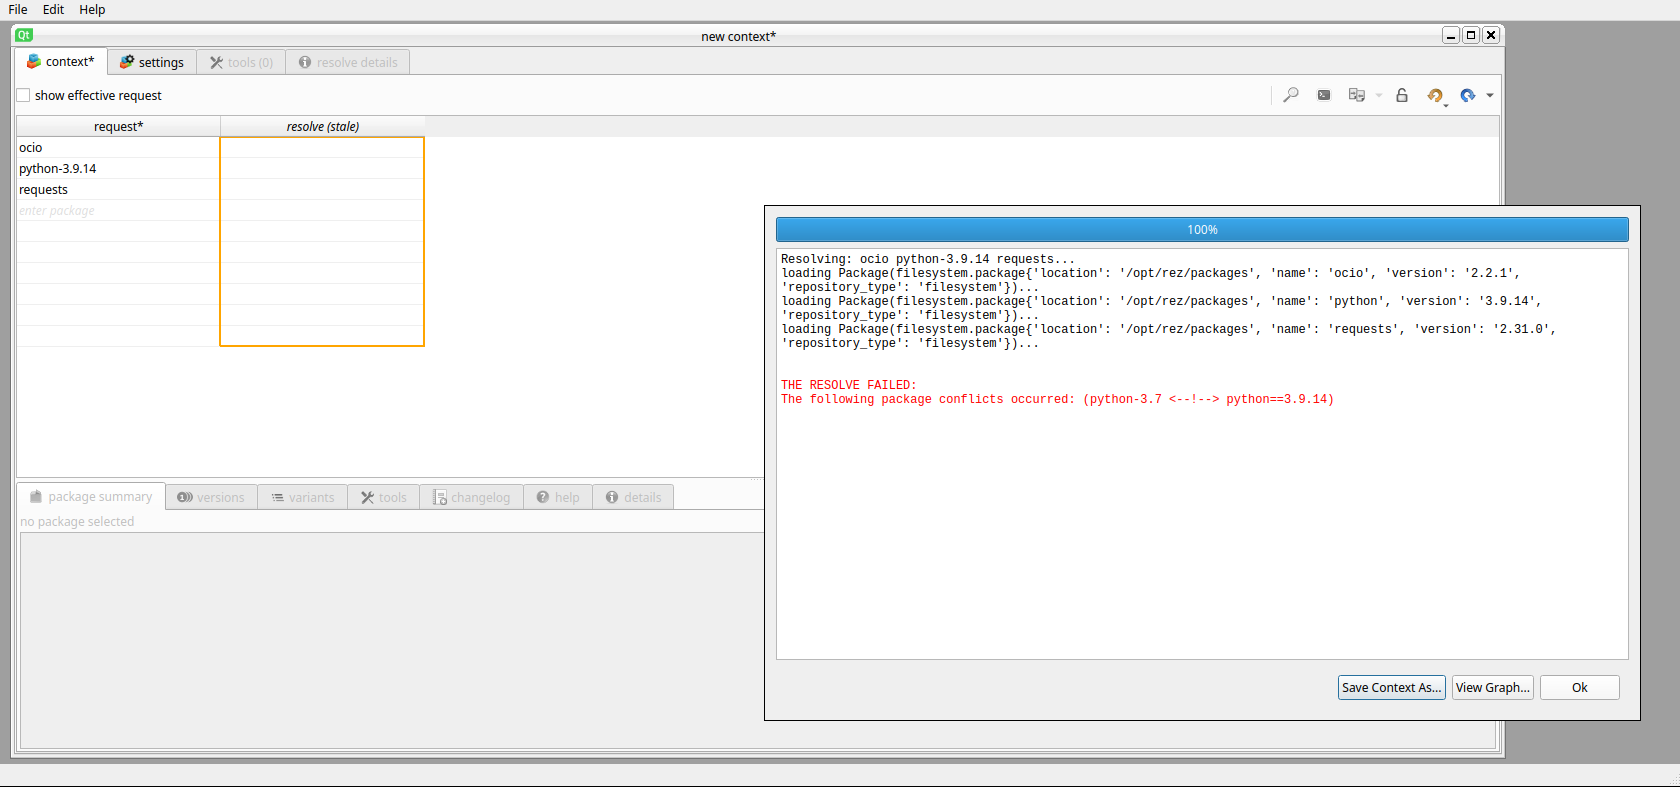 File Edit Help
Qt new context*
context* settings tools (0) resolve details
show effective request
request* resolve (stale)
ocio
python-3.9.14
requests
enter package
package summary versions variants tools changelog help details
no package selected
100%
Resolving: ocio python-3.9.14 requests...
loading Package(filesystem.package{'location': '/opt/rez/packages', 'name': 'ocio', 'version': '2.2.1',
'repository_type': 'filesystem'})...
loading Package(filesystem.package{'location': '/opt/rez/packages', 'name': 'python', 'version': '3.9.14',
'repository_type': 'filesystem'})...
loading Package(filesystem.package{'location': '/opt/rez/packages', 'name': 'requests', 'version': '2.31.0',
'repository_type': 'filesystem'})...
THE RESOLVE FAILED:
The following package conflicts occurred: (python-3.7 <--!--> python==3.9.14)
Save Context As... View Graph... Ok